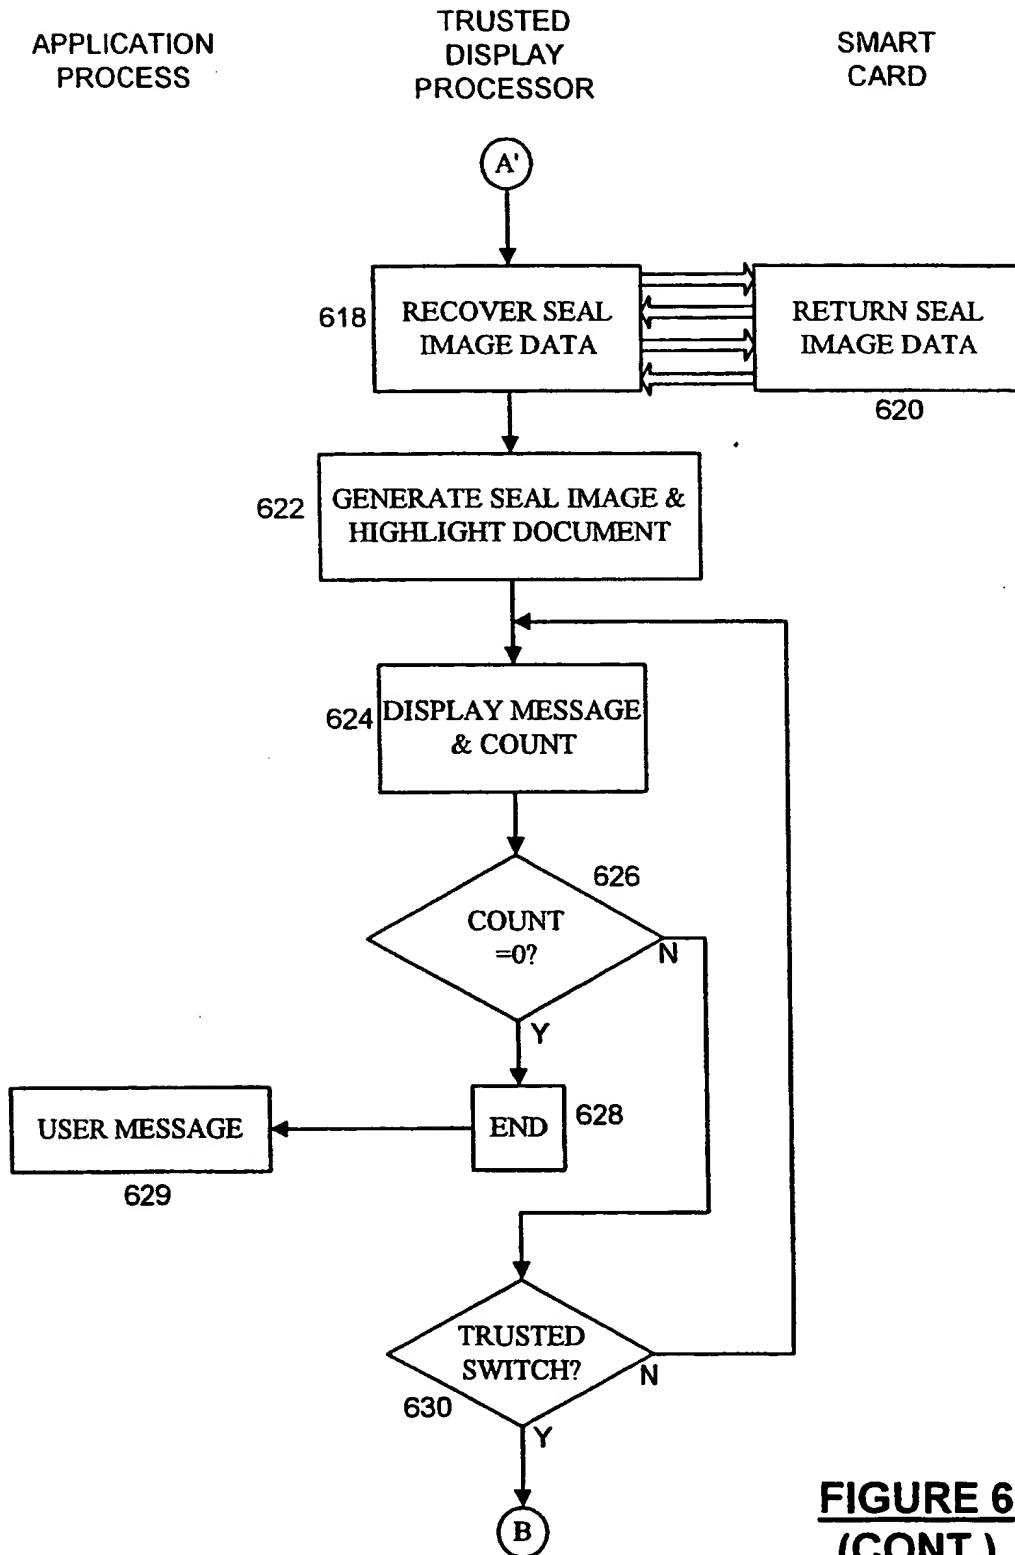 APPLICATION
PROCESS
TRUSTED
DISPLAY
PROCESSOR
SMART
CARD
A'
618
RECOVER SEAL
IMAGE DATA
RETURN SEAL
IMAGE DATA
620
622
GENERATE SEAL IMAGE &
HIGHLIGHT DOCUMENT
624
DISPLAY MESSAGE
& COUNT
626
COUNT
=0?
N
Y
USER MESSAGE
629
END
628
TRUSTED
SWITCH?
N
630
Y
B
FIGURE 6
(CONT.)